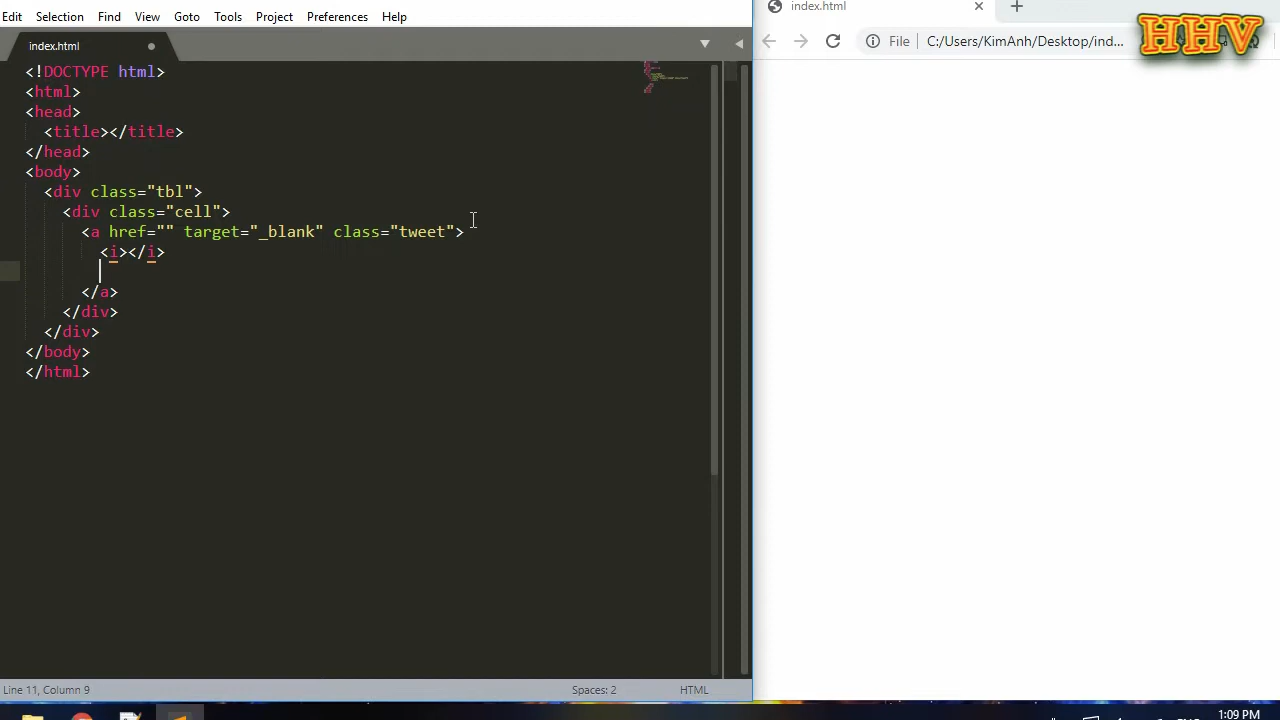 Edit Selection Find View Goto Tools Project Preferences Help
index.html
<!DOCTYPE html>
<html>
<head>
<title></title>
</head>
<body>
<div class="tbl">
<div class="cell">
<a href="" target="_blank" class="tweet">
<i></i>
</a>
</div>
</div>
</body>
</html>
Line 11, Column 9 Spaces: 2 HTML
index.html
File C:/Users/KimAnh/Desktop/ind...
HHV
1:09 PM